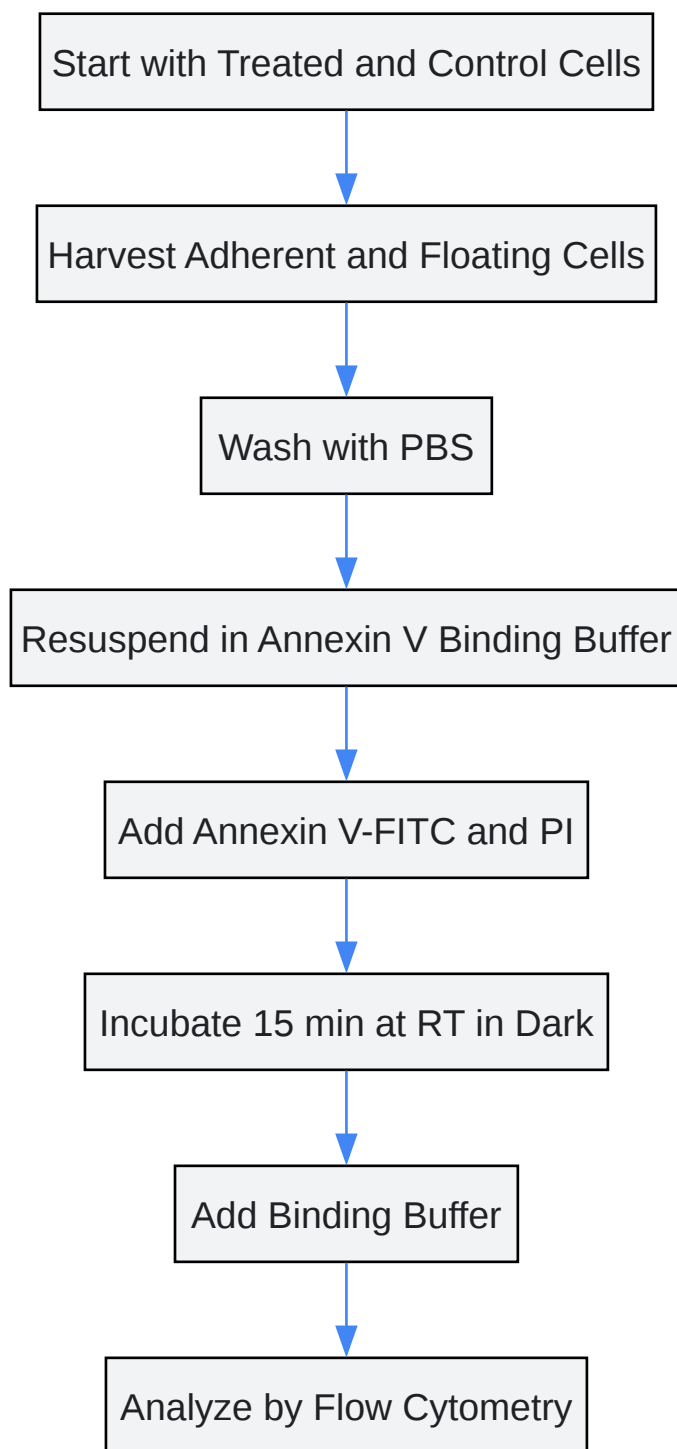 Start with Treated and Control Cells
Harvest Adherent and Floating Cells
Wash with PBS
Resuspend in Annexin V Binding Buffer
Add Annexin V-FITC and PI
Incubate 15 min at RT in Dark
Add Binding Buffer
Analyze by Flow Cytometry